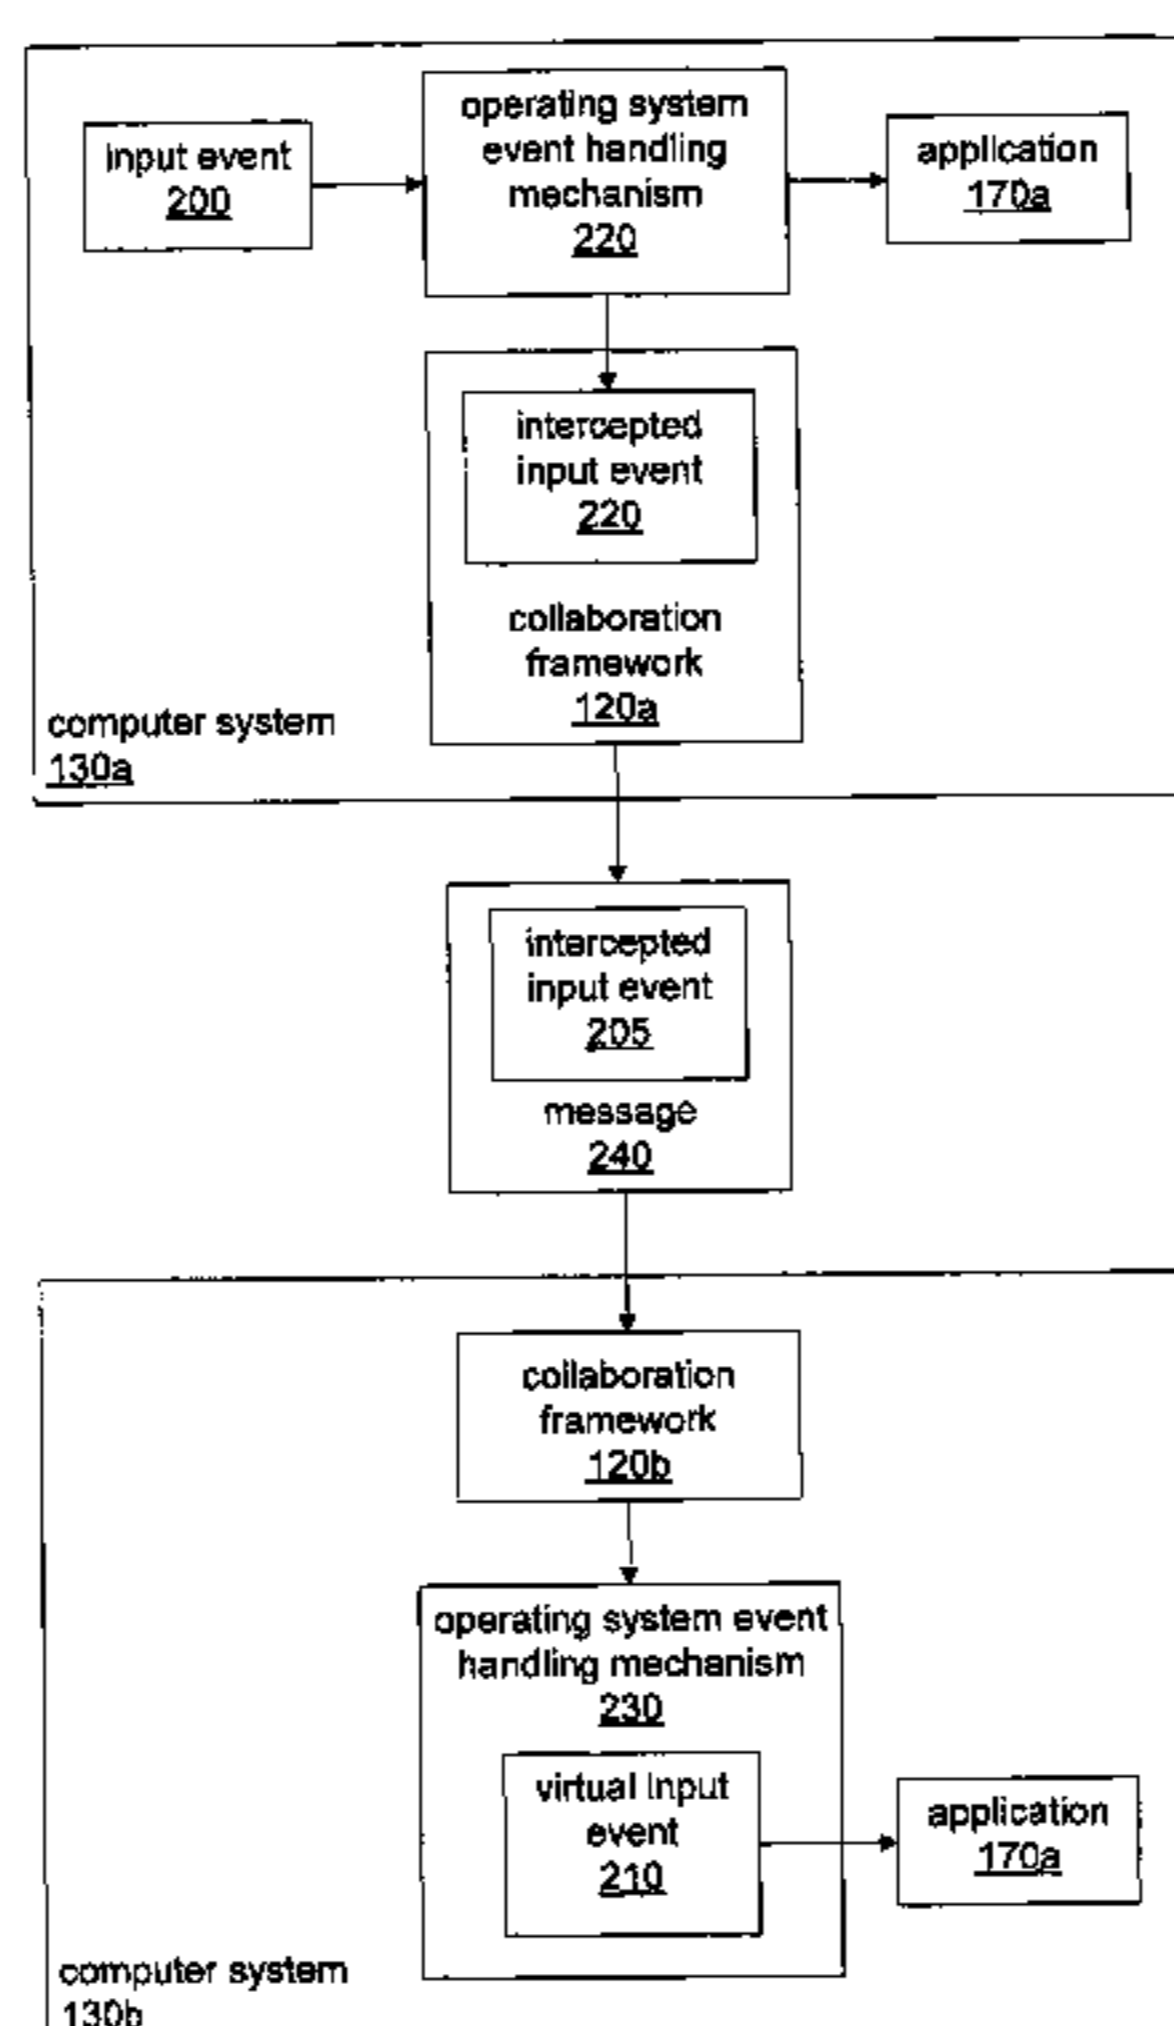 input event
200
operating system
event handling
mechanism
220
application
170a
intercepted
input event
220
collaboration
framework
120a
computer system
130a
intercepted
input event
205
message
240
collaboration
framework
120b
operating system event
handling mechanism
230
virtual input
event
210
application
170a
computer system
130b